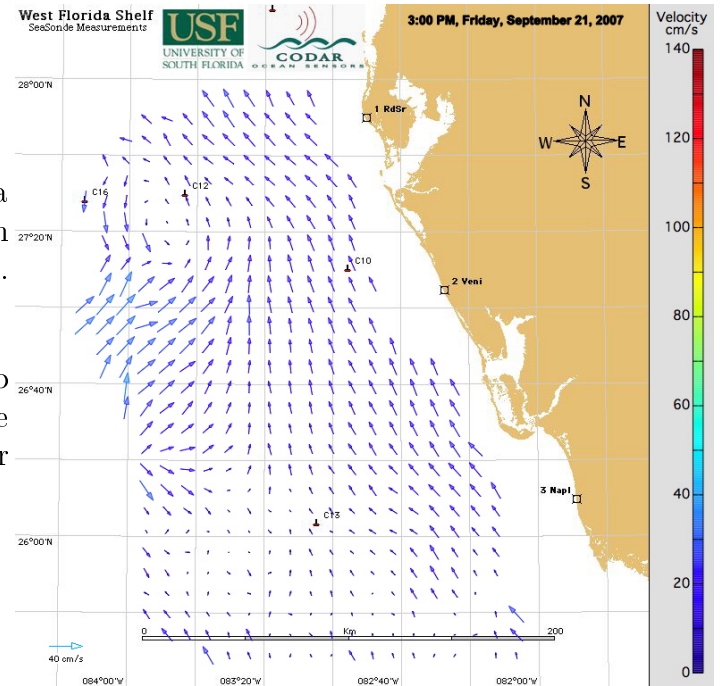 West Florida Shelf
SeaSonde Measurements
USF
UNIVERSITY OF
SOUTH FLORIDA
CODAR
OCEAN SENSORS
3:00 PM, Friday, September 21, 2007
Velocity
cm/s
140
120
100
80
60
40
20
0
N
W E
S
28°00'N
27°20'N
26°40'N
26°00'N
1 RdSr
C16
C12
C10
2 Veni
3 Napl
C13
a
n
.
o
e
r
0 Km 200
40 cm/s
084°00'W 083°20'W 082°40'W 082°00'W